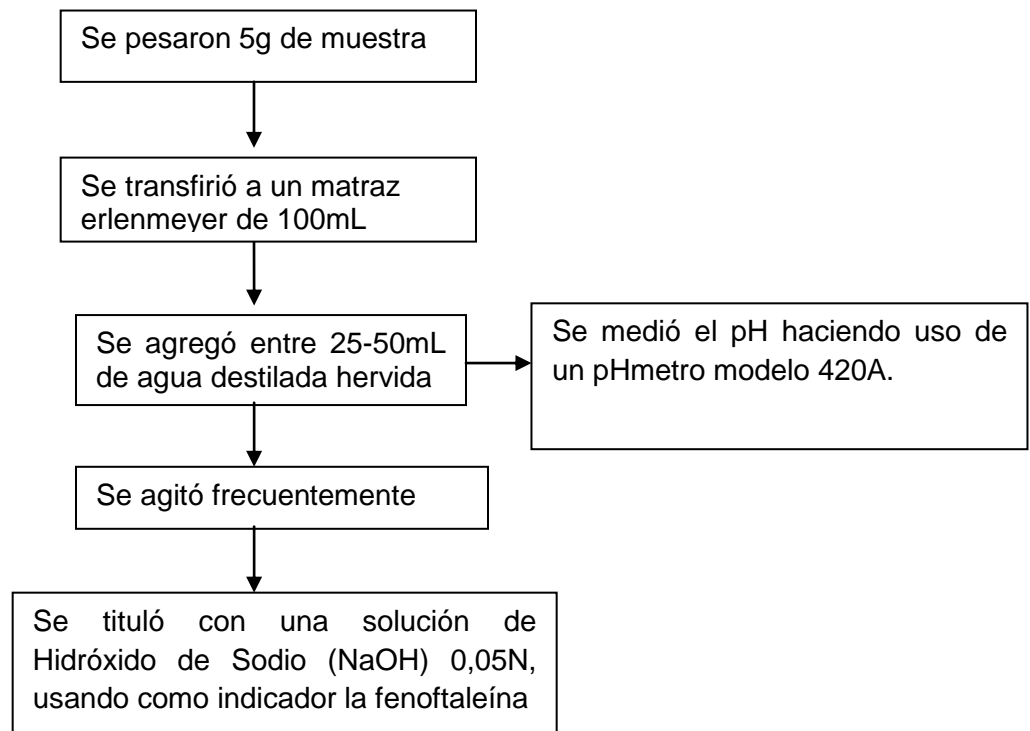 Se pesaron 5g de muestra
Se transfirió a un matraz
erlenmeyer de 100mL
Se agregó entre 25-50mL
de agua destilada hervida
Se medió el pH haciendo uso de
un pHmetro modelo 420A.
Se agitó frecuentemente
Se tituló con una solución de
Hidróxido de Sodio (NaOH) 0,05N,
usando como indicador la fenoftaleína